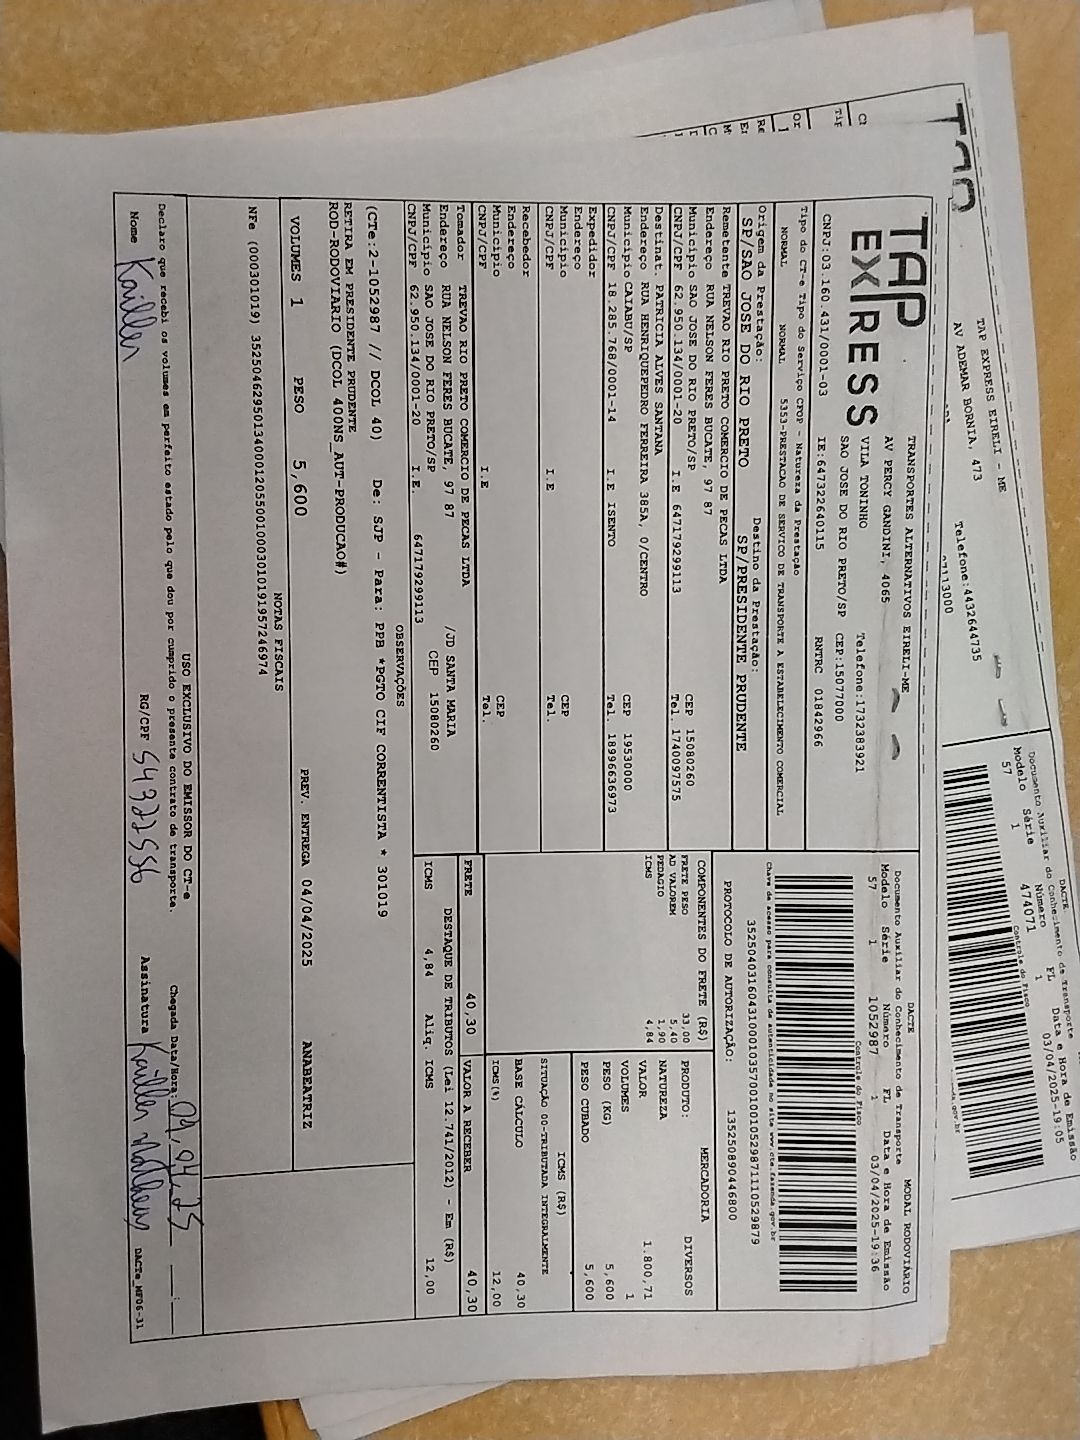 TAP EXPRESS EIRELI - ME
AV ADEMAR BORNIA, 473
Telefone:4432644735
87113000
DACTE
Documento Auxiliar do Conhecimento de Transporte
Modelo Série Número FL Data e Hora de Emissão
57 1 474071 1 03/04/2025-19:05
Controle do Fisco
TAP
EXPRESS
TRANSPORTES ALTERNATIVOS EIRELI-ME
AV PERCY GANDINI, 4065
VILA TONINHO Telefone:1732383921
SAO JOSE DO RIO PRETO/SP CEP:15077000
CNPJ:03.160.431/0001-03 IE:647322640115 RNTRC 01842966
DACTE MODAL RODOVIÁRIO
Documento Auxiliar do Conhecimento de Transporte
Modelo Série Número FL Data e Hora de Emissão
57 1 1052987 1 03/04/2025-19:36
Controle do Fisco
Chave de acesso para consulta de autenticidade no site www.cte.fazenda.gov.br
PROTOCOLO DE AUTORIZAÇÃO: 135250890446800
Tipo do CT-e Tipo do Serviço CFOP - Natureza da Prestação
NORMAL NORMAL 5353-PRESTACAO DE SERVICO DE TRANSPORTE A ESTABELECIMENTO COMERCIAL
Origem da Prestação: Destino da Prestação:
SP/SAO JOSE DO RIO PRETO SP/PRESIDENTE PRUDENTE
Remetente TREVAO RIO PRETO COMERCIO DE PECAS LTDA
Endereço RUA NELSON FERES BUCATE, 97 87
Município SAO JOSE DO RIO PRETO/SP CEP 15080260
CNPJ/CPF 62.950.134/0001-20 I.E 647179299113 Tel. 1740097575
Destinat. PATRICIA ALVES SANTANA
Endereço RUA HENRIQUEPEDRO FERREIRA 385A, 0/CENTRO
Município CAIABU/SP CEP 19530000
CNPJ/CPF 18.285.768/0001-14 I.E ISENTO Tel. 18996636973
Expedidor
Endereço
Município CEP
CNPJ/CPF I.E Tel.
Recebedor
Endereço
Município CEP
CNPJ/CPF I.E Tel.
Tomador TREVAO RIO PRETO COMERCIO DE PECAS LTDA
Endereço RUA NELSON FERES BUCATE, 97 87 /JD SANTA MARIA
Município SAO JOSE DO RIO PRETO/SP CEP 15080260
CNPJ/CPF 62.950.134/0001-20 I.E. 647179299113
COMPONENTES DO FRETE (R$)
FRETE PESO 33,00
AD VALOREM 5,40
PEDAGIO 1,90
ICMS 4,84
MERCADORIA
PRODUTO: DIVERSOS
NATUREZA
VALOR 1.800,71
VOLUMES 1
PESO (KG) 5,600
PESO CUBADO 5,600
ICMS (R$)
SITUAÇÃO 00-TRIBUTADA INTEGRALMENTE
BASE CÁLCULO 40,30
ICMS(%) 12,00
FRETE 40,30 VALOR A RECEBER 40,30
DESTAQUE DE TRIBUTOS (Lei 12.741/2012) - Em (R$)
ICMS 4,84 Aliq. ICMS 12,00
OBSERVAÇÕES
(CTe:2-1052987 // DCOL 40) De: SJP - Para: PPB *PGTO CIF CORRENTISTA * 301019
RETIRA EM PRESIDENTE PRUDENTE
ROD-RODOVIARIO (DCOL 400NS_AUT-PRODUCAO#)
VOLUMES 1 PESO 5,600 PREV. ENTREGA 04/04/2025 ANABEATRIZ
NOTAS FISCAIS
USO EXCLUSIVO DO EMISSOR DO CT-e
Declaro que recebi os volumes em perfeito estado pelo que dou por cumprido o presente contrato de transporte. Chegada Data/Hora:
Nome Kailler RG/CPF Assinatura Kailler Matheus
DACTe_MF06-31